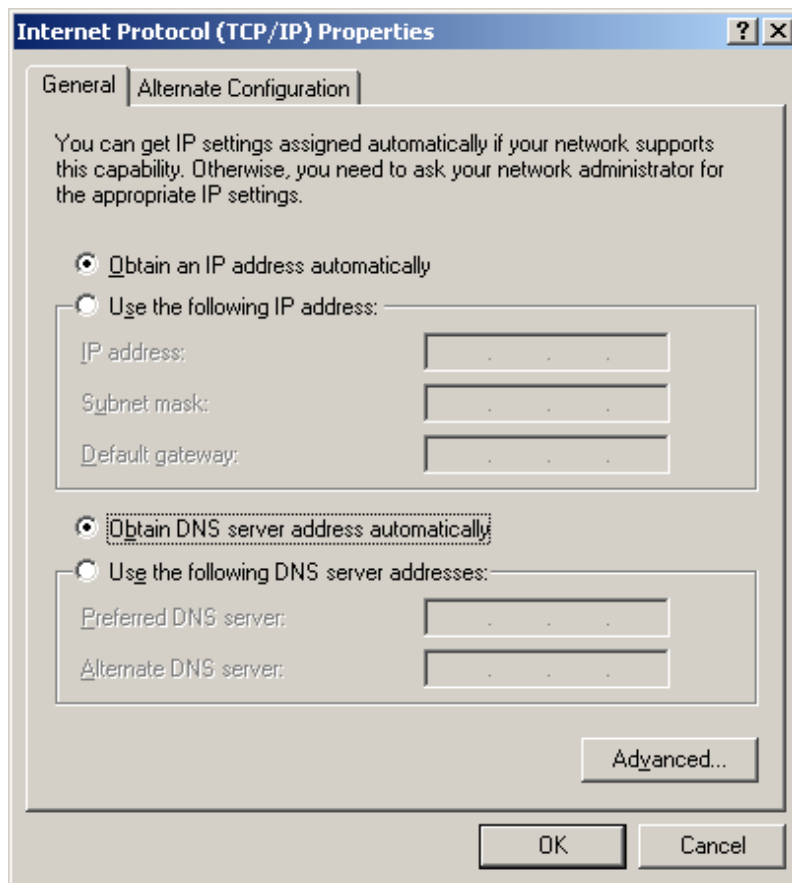 Internet Protocol (TCP/IP) Properties
General
Alternate Configuration
You can get IP settings assigned automatically if your network supports
this capability. Otherwise, you need to ask your network administrator for
the appropriate IP settings.
Obtain an IP address automatically
Use the following IP address:
IP address:
Subnet mask:
Default gateway:
Obtain DNS server address automatically
Use the following DNS server addresses:
Preferred DNS server:
Alternate DNS server:
Advanced...
OK
Cancel